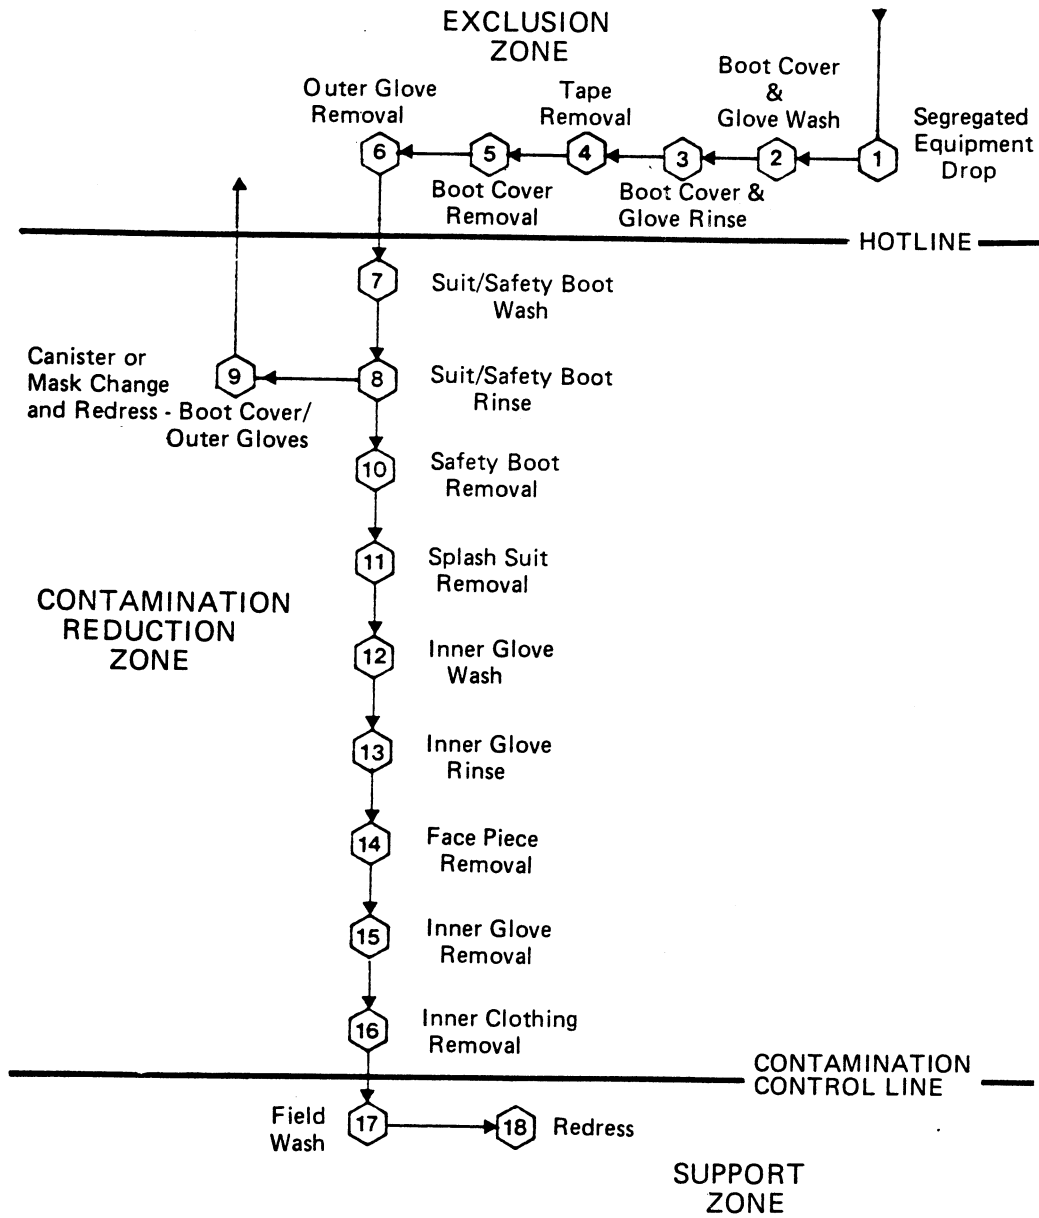 EXCLUSION
ZONE
Outer Glove
Removal
Tape
Removal
Boot Cover
&
Glove Wash
Segregated
Equipment
Drop
6
5
4
3
2
1
Boot Cover
Removal
Boot Cover &
Glove Rinse
HOTLINE
7
Suit/Safety Boot
Wash
Canister or
Mask Change
and Redress - Boot Cover/
Outer Gloves
9
8
Suit/Safety Boot
Rinse
10
Safety Boot
Removal
11
Splash Suit
Removal
CONTAMINATION
REDUCTION
ZONE
12
Inner Glove
Wash
13
Inner Glove
Rinse
14
Face Piece
Removal
15
Inner Glove
Removal
16
Inner Clothing
Removal
CONTAMINATION
CONTROL LINE
Field
Wash
17
18
Redress
SUPPORT
ZONE